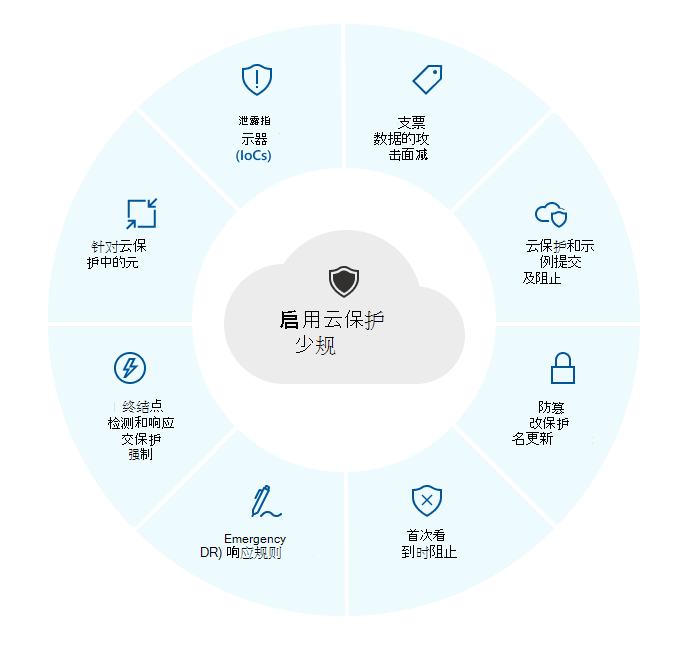 泄露指
示器
(IoCs)
支票
数据的攻
击面减
云保护和示
例提交
及阻止
防篡
改保护
名更新
首次看
到时阻止
Emergency
DR) 响应规则
终结点
检测和响应
交保护
强制
针对云保
护中的元
启用云保护
少规